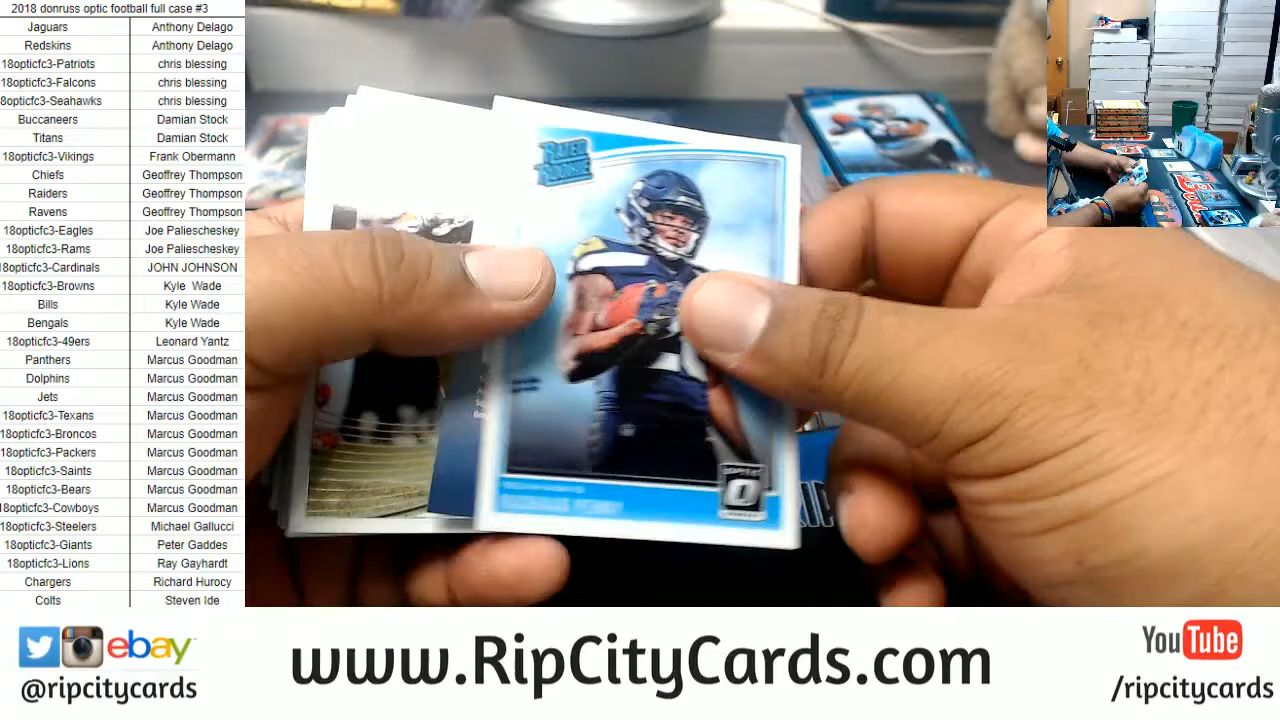 2018 donruss optic football full case #3
Jaguars Anthony Delago
Redskins Anthony Delago
18opticfc3-Patriots chris blessing
18opticfc3-Falcons chris blessing
8opticfc3-Seahawks chris blessing
Buccaneers Damian Stock
Titans Damian Stock
18opticfc3-Vikings Frank Obermann
Chiefs Geoffrey Thompson
Raiders Geoffrey Thompson
Ravens Geoffrey Thompson
18opticfc3-Eagles Joe Paliescheskey
18opticfc3-Rams Joe Paliescheskey
18opticfc3-Cardinals JOHN JOHNSON
18opticfc3-Browns Kyle Wade
Bills Kyle Wade
Bengals Kyle Wade
18opticfc3-49ers Leonard Yantz
Panthers Marcus Goodman
Dolphins Marcus Goodman
Jets Marcus Goodman
18opticfc3-Texans Marcus Goodman
18opticfc3-Broncos Marcus Goodman
18opticfc3-Packers Marcus Goodman
18opticfc3-Saints Marcus Goodman
18opticfc3-Bears Marcus Goodman
18opticfc3-Cowboys Marcus Goodman
18opticfc3-Steelers Michael Gallucci
18opticfc3-Giants Peter Gaddes
18opticfc3-Lions Ray Gayhardt
Chargers Richard Hurocy
Colts Steven Ide
RATED ROOKIE
OPTIC
ebay
@ripcitycards
www.RipCityCards.com
YouTube
/ripcitycards